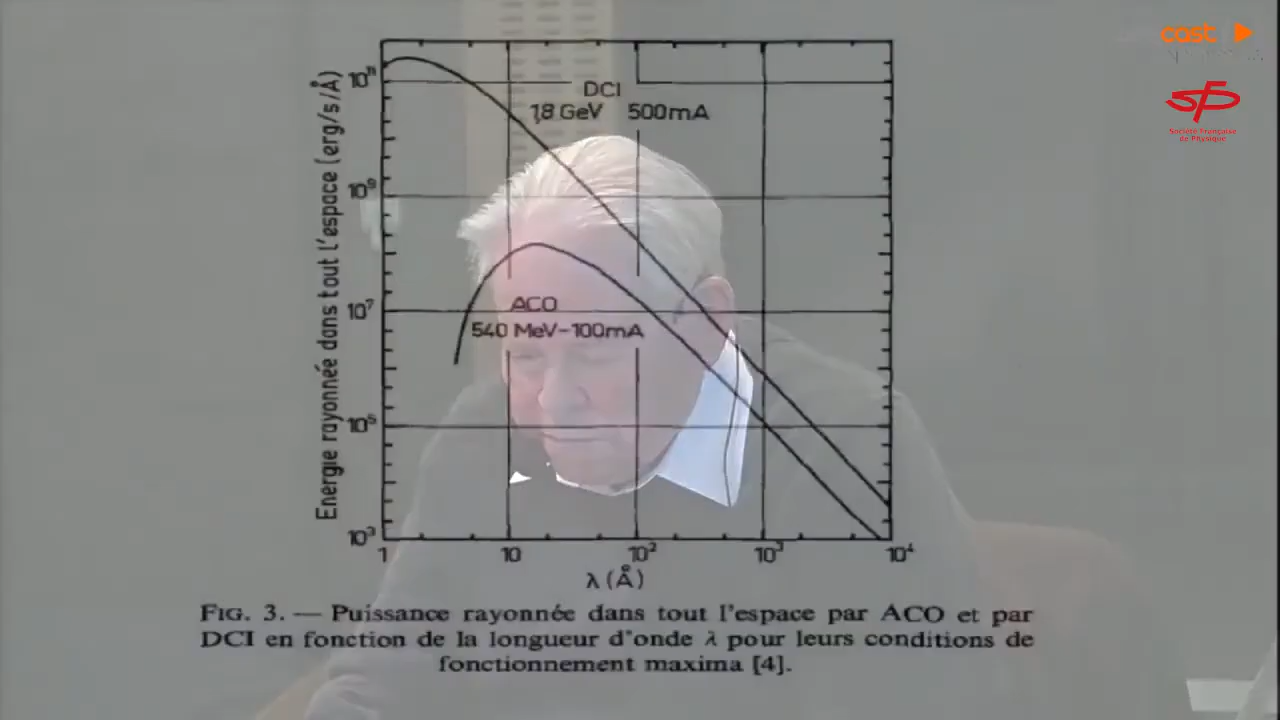 cast
Société Française
de Physique
DCI
1,8 GeV 500mA
ACO
540 MeV-100mA
Energie rayonnée dans tout l'espace (erg/s/Å)
10¹¹
10⁹
10⁷
10⁵
10³
1 10 10² 10³ 10⁴
λ (Å)
FIG. 3. — Puissance rayonnée dans tout l'espace par ACO et par
DCI en fonction de la longueur d'onde λ pour leurs conditions de
fonctionnement maxima [4].